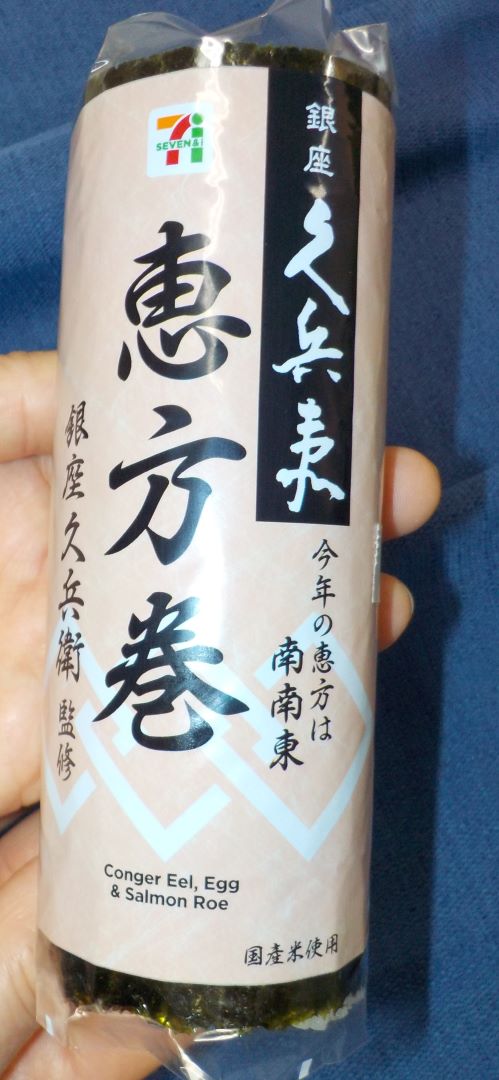 銀座
久兵衛
SEVEN&i
恵方巻
銀座久兵衛 監修
今年の恵方は
南南東
Conger Eel, Egg
& Salmon Roe
国産米使用